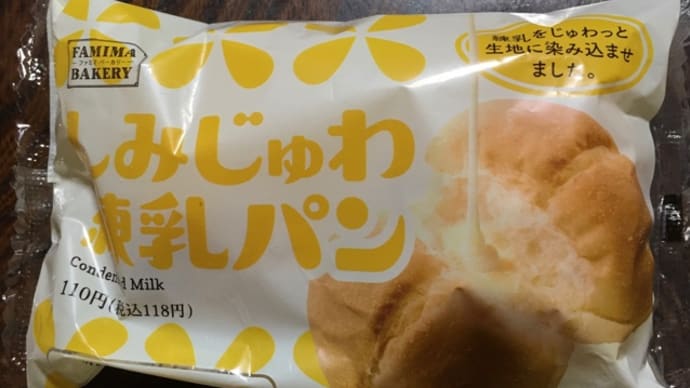 FAMIMA
ファミマ・ベーカリー
BAKERY
練乳をじゅわっと
生地に染み込ませ
ました。
しみじゅわ
練乳パン
Condensed Milk
110円(税込118円)